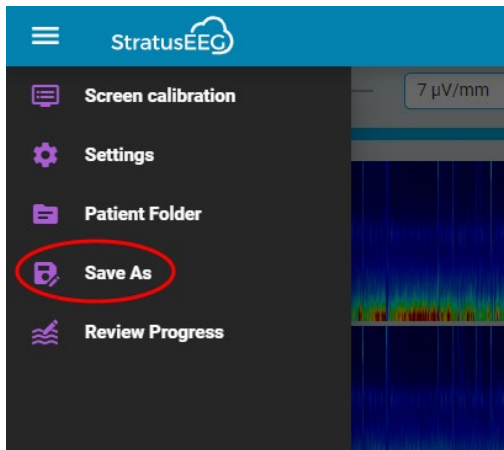 StratusEEG
7 µV/mm
Screen calibration
Settings
Patient Folder
Save As
Review Progress